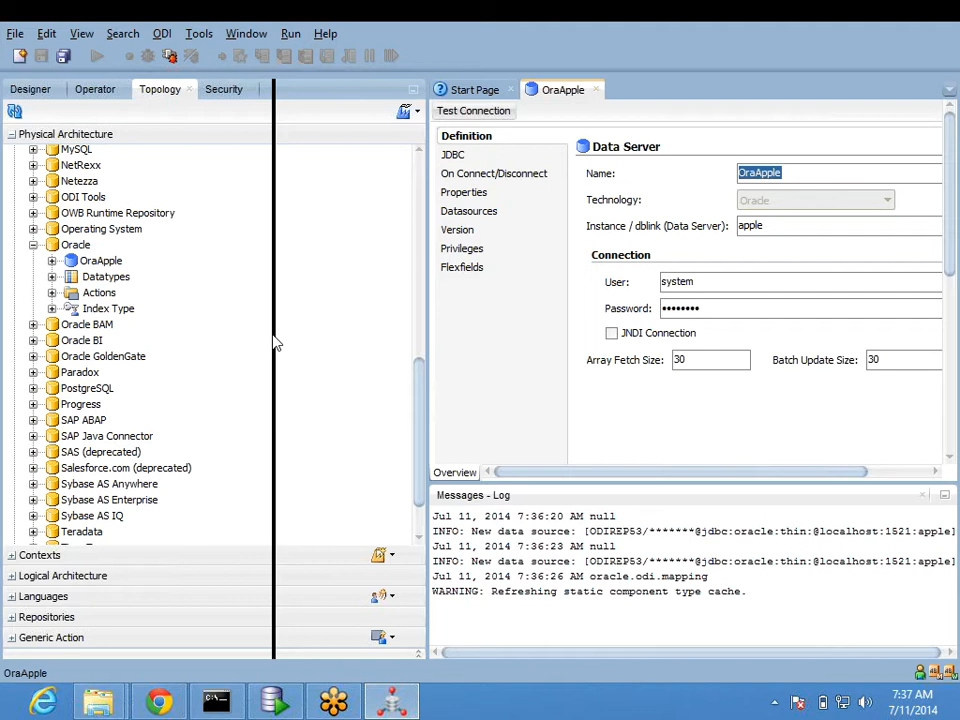 File Edit View Search ODI Tools Window Run Help
Designer Operator Topology Security
Physical Architecture
MySQL
NetRexx
Netezza
ODI Tools
OWB Runtime Repository
Operating System
Oracle
OraApple
Datatypes
Actions
Index Type
Oracle BAM
Oracle BI
Oracle GoldenGate
Paradox
PostgreSQL
Progress
SAP ABAP
SAP Java Connector
SAS (deprecated)
Salesforce.com (deprecated)
Sybase AS Anywhere
Sybase AS Enterprise
Sybase AS IQ
Teradata
Contexts
Logical Architecture
Languages
Repositories
Generic Action
Start Page OraApple
Test Connection
Definition
JDBC
On Connect/Disconnect
Properties
Datasources
Version
Privileges
Flexfields
Data Server
Name: OraApple
Technology: Oracle
Instance / dblink (Data Server): apple
Connection
User: system
Password: ••••••••
JNDI Connection
Array Fetch Size: 30 Batch Update Size: 30
Overview
Messages - Log
Jul 11, 2014 7:36:20 AM null
INFO: New data source: [ODIREP53/*******@jdbc:oracle:thin:@localhost:1521:apple]
Jul 11, 2014 7:36:23 AM null
INFO: New data source: [ODIREP53/*******@jdbc:oracle:thin:@localhost:1521:apple]
Jul 11, 2014 7:36:26 AM oracle.odi.mapping
WARNING: Refreshing static component type cache.
OraApple
7:37 AM
7/11/2014